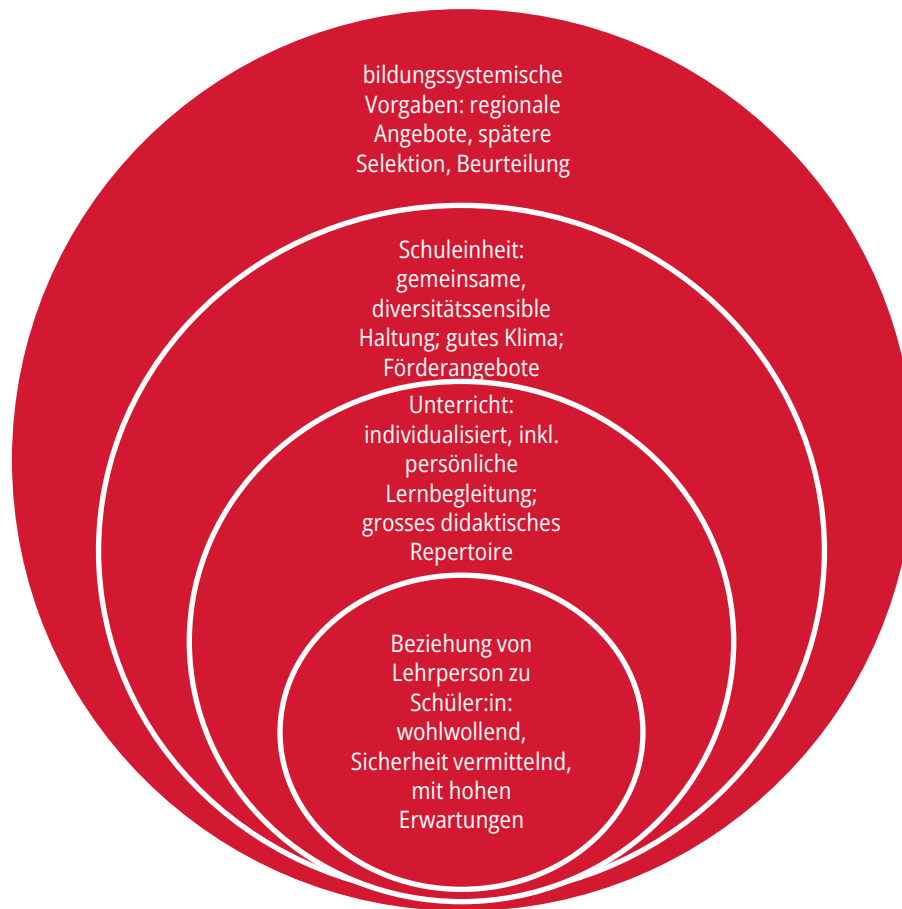 bildungssystemische
Vorgaben: regionale
Angebote, spätere
Selektion, Beurteilung
Schuleinheit:
gemeinsame,
diversitätssensible
Haltung; gutes Klima;
Förderangebote
Unterricht:
individualisiert, inkl.
persönliche
Lernbegleitung;
grosses didaktisches
Repertoire
Beziehung von
Lehrperson zu
Schüler:in:
wohlwollend,
Sicherheit vermittelnd,
mit hohen
Erwartungen